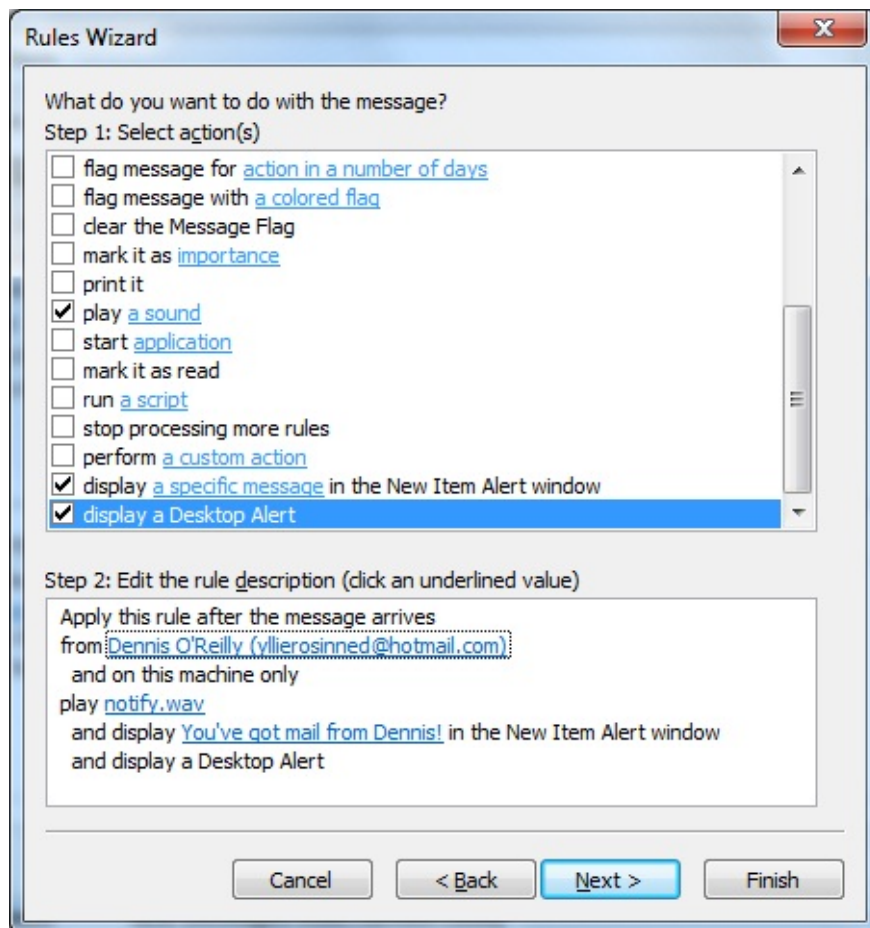 Rules Wizard
What do you want to do with the message?
Step 1: Select action(s)
flag message for action in a number of days
flag message with a colored flag
clear the Message Flag
mark it as importance
print it
play a sound
start application
mark it as read
run a script
stop processing more rules
perform a custom action
display a specific message in the New Item Alert window
display a Desktop Alert
Step 2: Edit the rule description (click an underlined value)
Apply this rule after the message arrives
from Dennis O'Reilly (yllierosinned@hotmail.com)
and on this machine only
play notify.wav
and display You've got mail from Dennis! in the New Item Alert window
and display a Desktop Alert
Cancel < Back Next > Finish